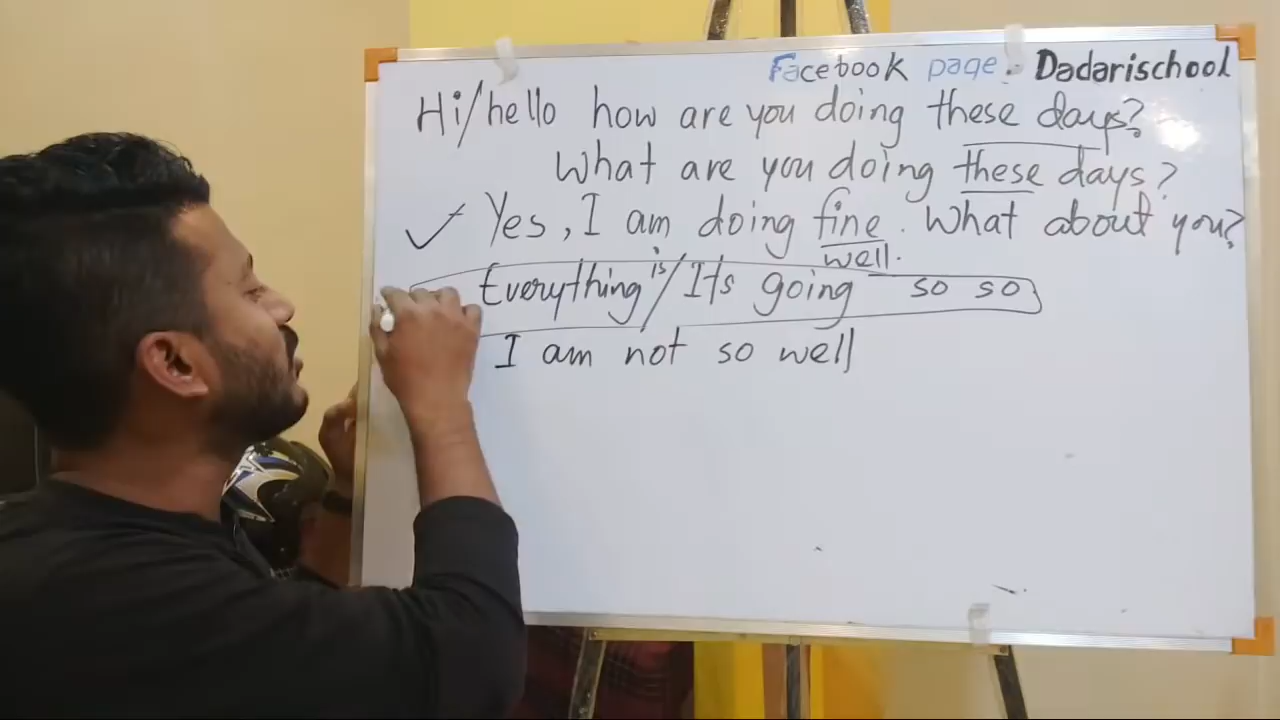 Facebook page: Dadarischool
Hi/hello how are you doing these days?
What are you doing these days?
Yes, I am doing fine. What about you?
well.
Everything is/Its going so so
I am not so well